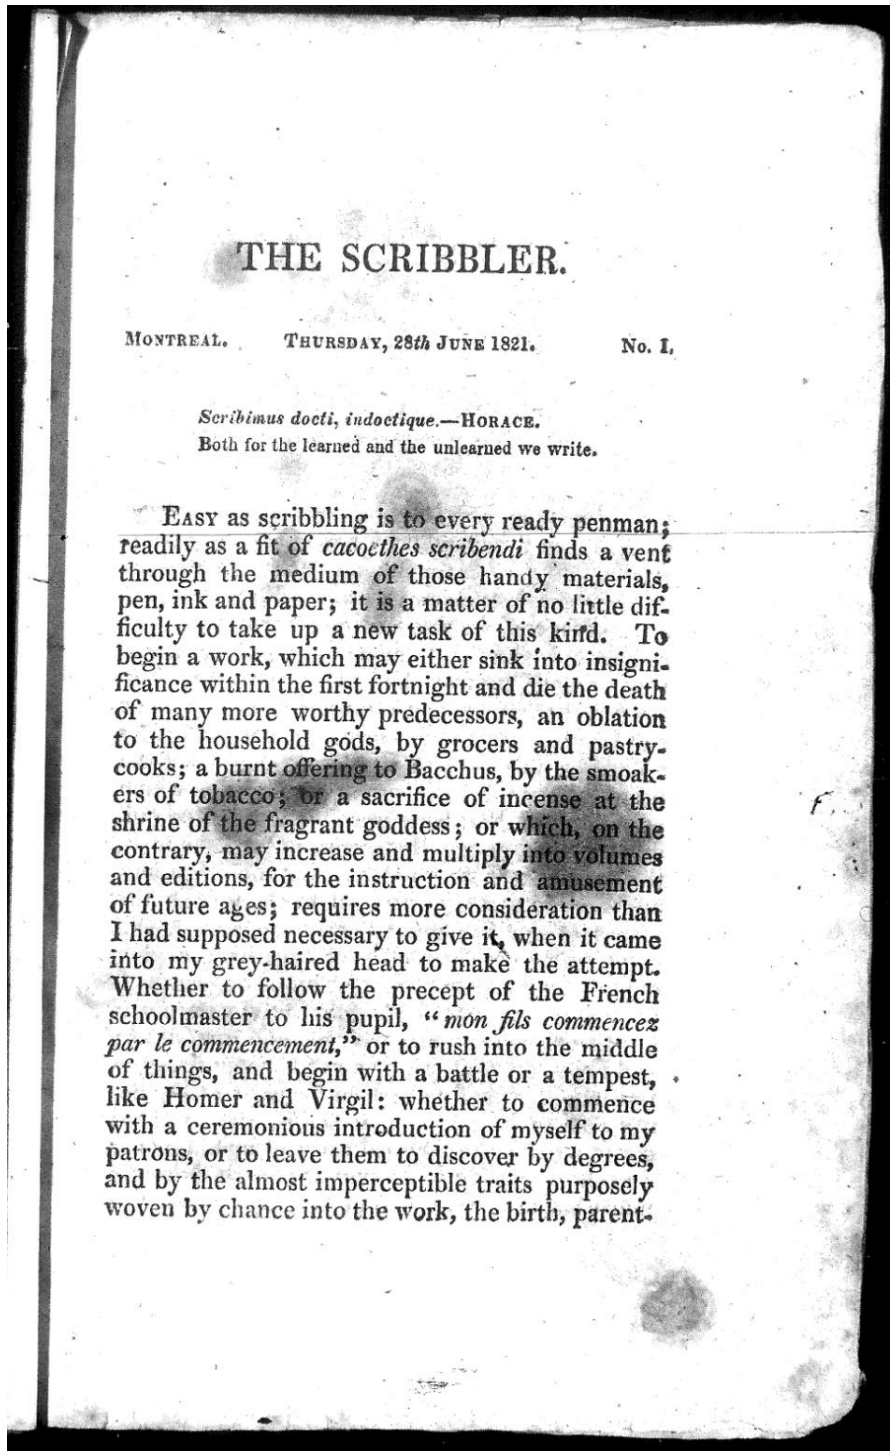 THE SCRIBBLER.
MONTREAL. THURSDAY, 28th JUNE 1821. No. I.
Scribimus docti, indoctique.—HORACE.
Both for the learned and the unlearned we write.
EASY as scribbling is to every ready penman;
readily as a fit of cacoethes scribendi finds a vent
through the medium of those handy materials,
pen, ink and paper; it is a matter of no little dif-
ficulty to take up a new task of this kind. To
begin a work, which may either sink into insigni-
ficance within the first fortnight and die the death
of many more worthy predecessors, an oblation
to the household gods, by grocers and pastry-
cooks; a burnt offering to Bacchus, by the smoak-
ers of tobacco; or a sacrifice of incense at the
shrine of the fragrant goddess; or which, on the
contrary, may increase and multiply into volumes
and editions, for the instruction and amusement
of future ages; requires more consideration than
I had supposed necessary to give it, when it came
into my grey-haired head to make the attempt.
Whether to follow the precept of the French
schoolmaster to his pupil, "mon fils commencez
par le commencement," or to rush into the middle
of things, and begin with a battle or a tempest,
like Homer and Virgil: whether to commence
with a ceremonious introduction of myself to my
patrons, or to leave them to discover by degrees,
and by the almost imperceptible traits purposely
woven by chance into the work, the birth, parent-